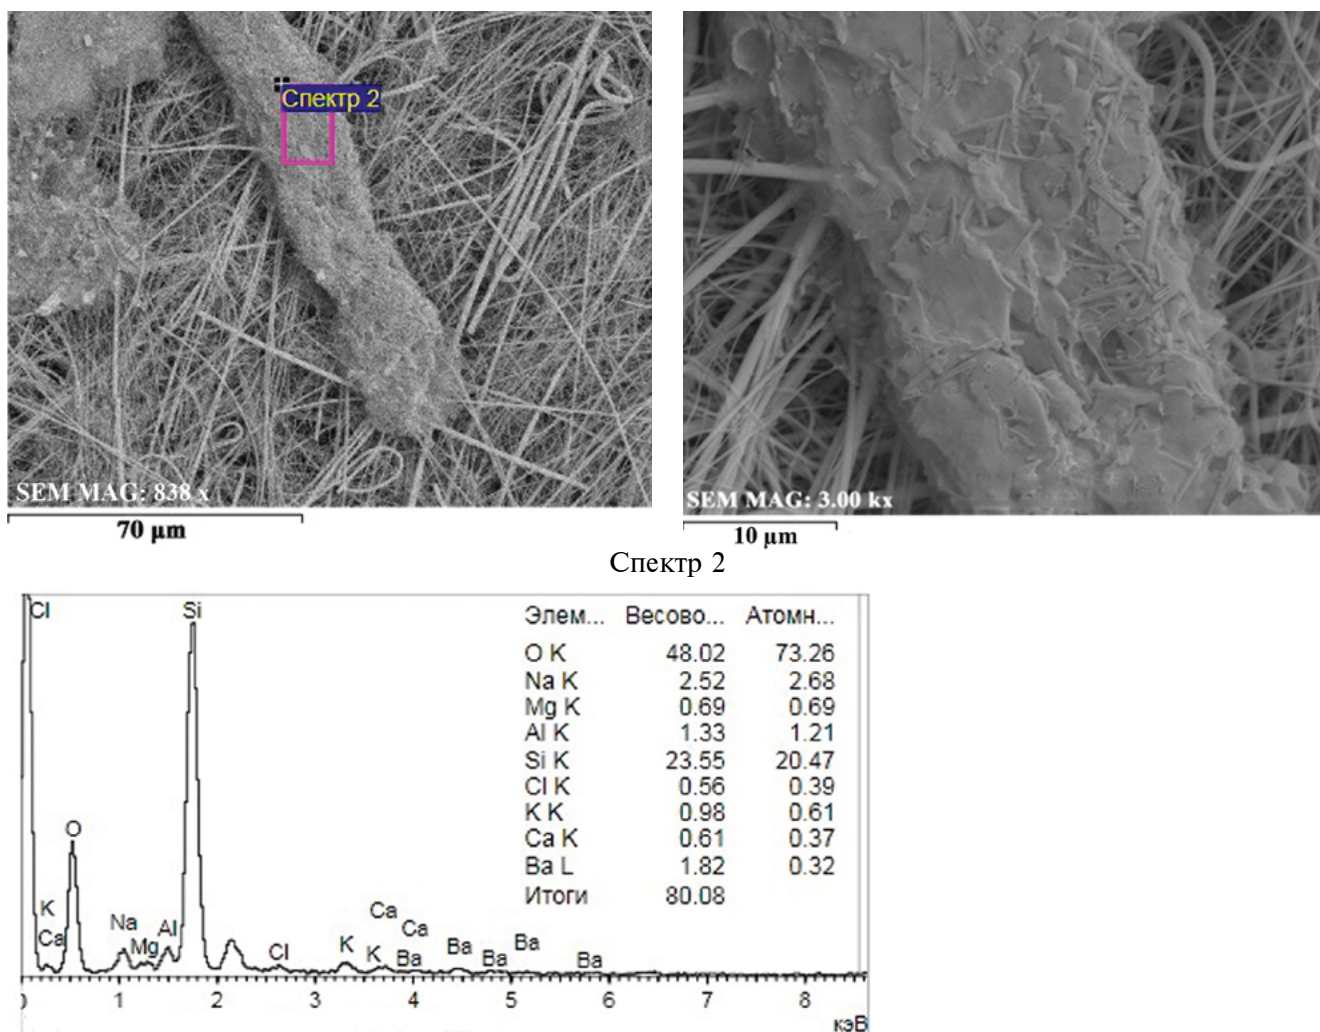 Спектр 2
SEM MAG: 838 x
70 µm
SEM MAG: 3.00 kx
10 µm
Спектр 2
Элем... Весово... Атомн...
O K 48.02 73.26
Na K 2.52 2.68
Mg K 0.69 0.69
Al K 1.33 1.21
Si K 23.55 20.47
Cl K 0.56 0.39
K K 0.98 0.61
Ca K 0.61 0.37
Ba L 1.82 0.32
Итоги 80.08
Cl
Si
O
K
Ca
Na
Mg
Al
Cl
K
K
Ca
Ca
Ba
Ba
Ba
Ba
Ba
0 1 2 3 4 5 6 7 8
кэВ